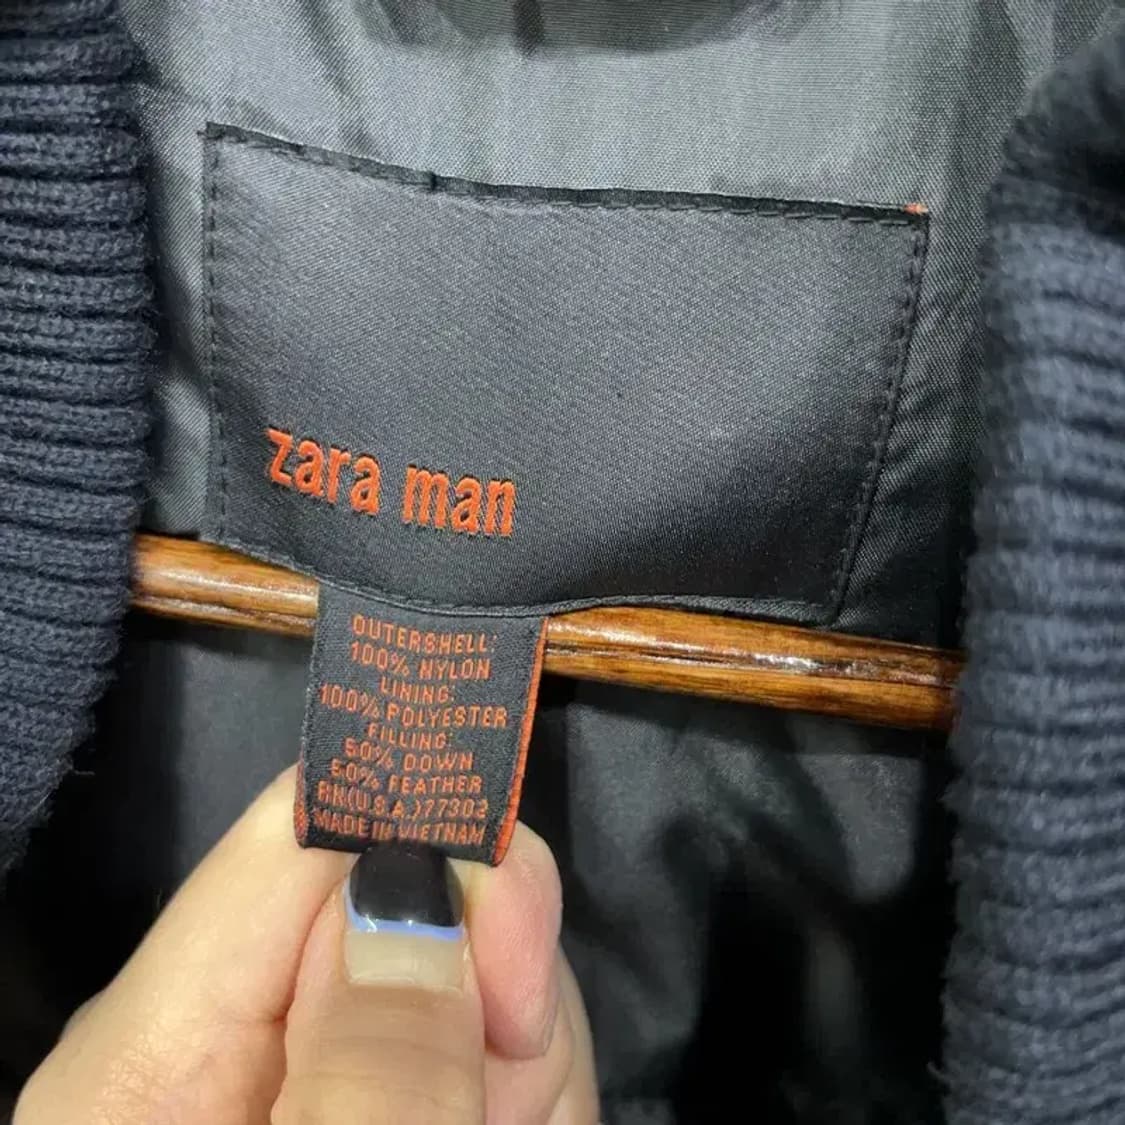 zara man
OUTERSHELL:
100% NYLON
LINING:
100% POLYESTER
FILLING:
50% DOWN
50% FEATHER
RN(U.S.A.)77302
MADE IN VIETNAM